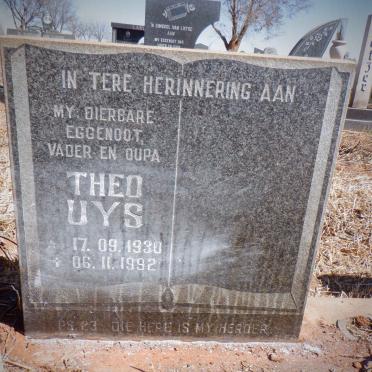 IN TERE HERINNERING AAN
MY DIERBARE
EGGENOOT,
VADER EN OUPA
THEO
UYS
* 17. 09. 1930
+ 06. 11. 1992
PS 23 DIE HERE IS MY HERDER